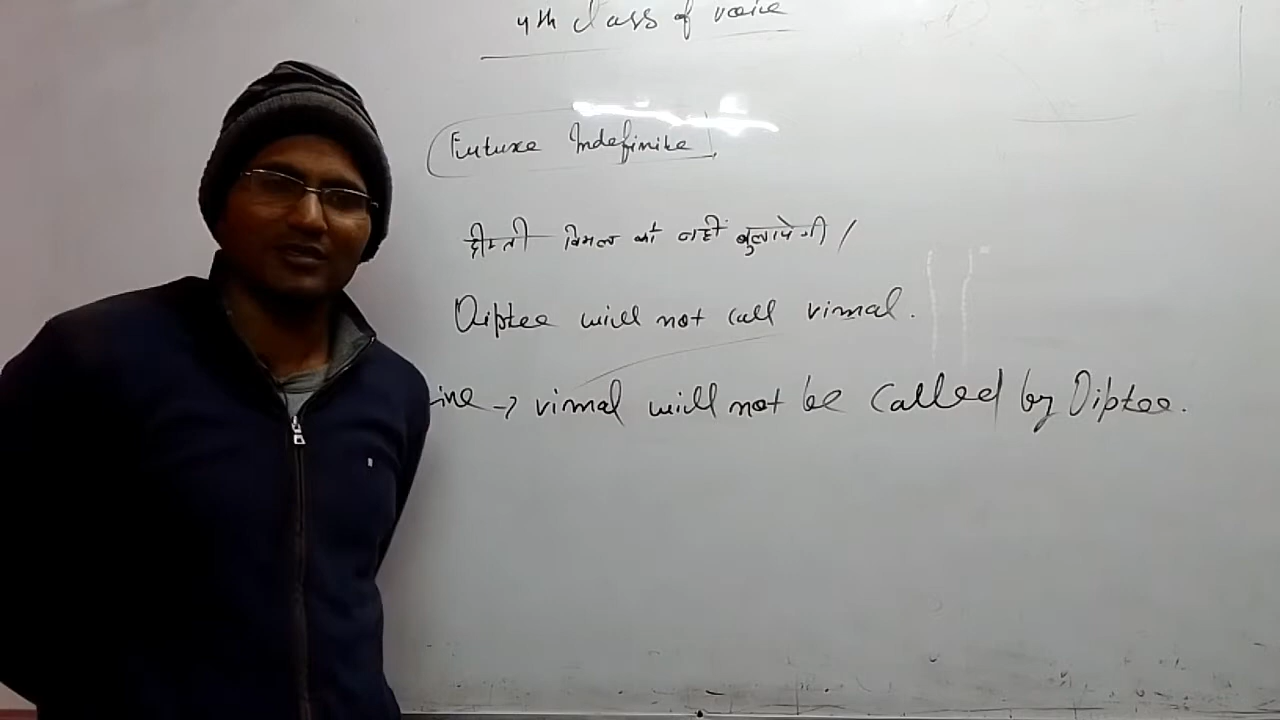 4th class of voice
Future Indefinite
दीप्ती विमल को नही बुलायेगी।
Diptee will not call vimal.
ive → vimal will not be called by Diptee.